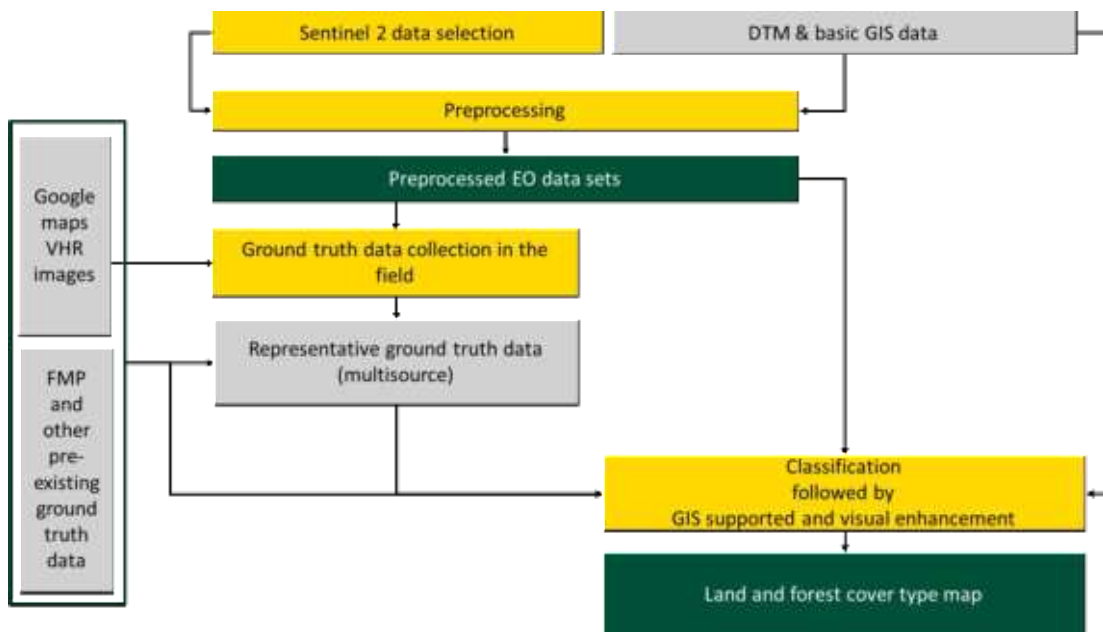 Sentinel 2 data selection
DTM & basic GIS data
Preprocessing
Preprocessed EO data sets
Google
maps
VHR
images
Ground truth data collection in the
field
Representative ground truth data
(multisource)
FMP
and
other
pre-
existing
ground
truth
data
Classification
followed by
GIS supported and visual enhancement
Land and forest cover type map